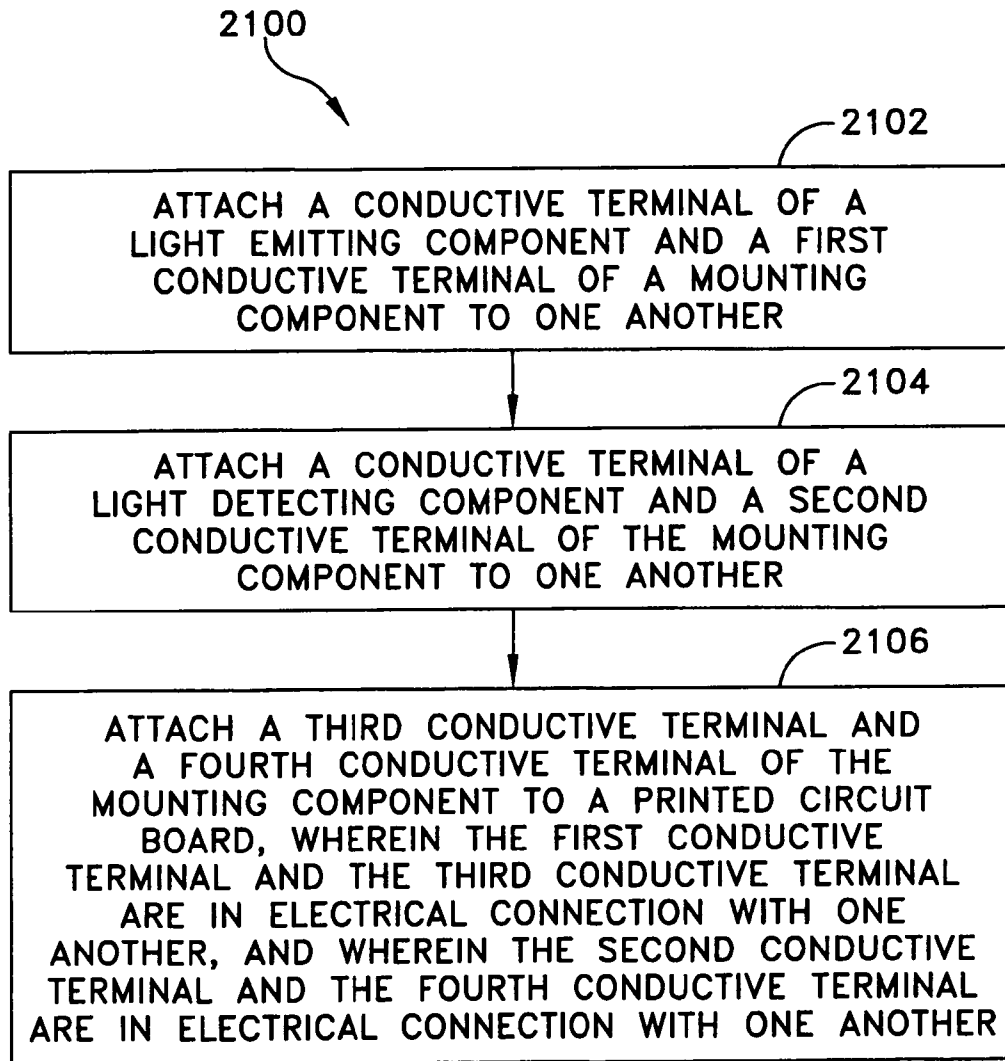 2100
2102
ATTACH A CONDUCTIVE TERMINAL OF A
LIGHT EMITTING COMPONENT AND A FIRST
CONDUCTIVE TERMINAL OF A MOUNTING
COMPONENT TO ONE ANOTHER
2104
ATTACH A CONDUCTIVE TERMINAL OF A
LIGHT DETECTING COMPONENT AND A SECOND
CONDUCTIVE TERMINAL OF THE MOUNTING
COMPONENT TO ONE ANOTHER
2106
ATTACH A THIRD CONDUCTIVE TERMINAL AND
A FOURTH CONDUCTIVE TERMINAL OF THE
MOUNTING COMPONENT TO A PRINTED CIRCUIT
BOARD, WHEREIN THE FIRST CONDUCTIVE
TERMINAL AND THE THIRD CONDUCTIVE TERMINAL
ARE IN ELECTRICAL CONNECTION WITH ONE
ANOTHER, AND WHEREIN THE SECOND CONDUCTIVE
TERMINAL AND THE FOURTH CONDUCTIVE TERMINAL
ARE IN ELECTRICAL CONNECTION WITH ONE ANOTHER